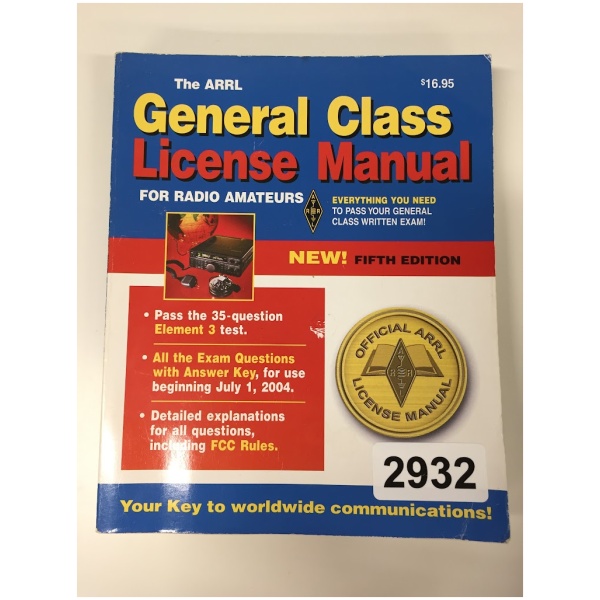 The ARRL
$16.95
General Class
License Manual
FOR RADIO AMATEURS
EVERYTHING YOU NEED
TO PASS YOUR GENERAL
CLASS WRITTEN EXAM!
NEW! FIFTH EDITION
• Pass the 35-question
Element 3 test.
• All the Exam Questions
with Answer Key, for use
beginning July 1, 2004.
• Detailed explanations
for all questions,
including FCC Rules.
OFFICIAL ARRL
LICENSE MANUAL
2932
Your Key to worldwide communications!